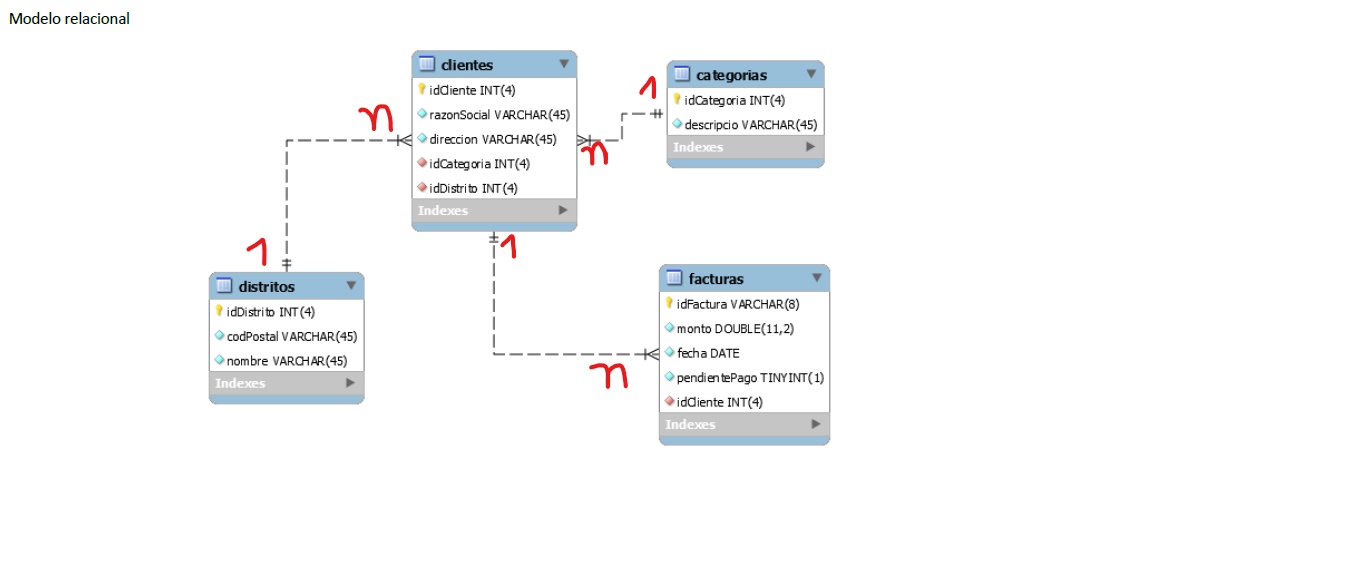 Modelo relacional
clientes
idCliente INT(4)
razonSocial VARCHAR(45)
direccion VARCHAR(45)
idCategoria INT(4)
idDistrito INT(4)
Indexes
categorias
idCategoria INT(4)
descripcio VARCHAR(45)
Indexes
1
n
n
1
1
n
distritos
idDistrito INT(4)
codPostal VARCHAR(45)
nombre VARCHAR(45)
Indexes
facturas
idFactura VARCHAR(8)
monto DOUBLE(11,2)
fecha DATE
pendientePago TINYINT(1)
idCliente INT(4)
Indexes